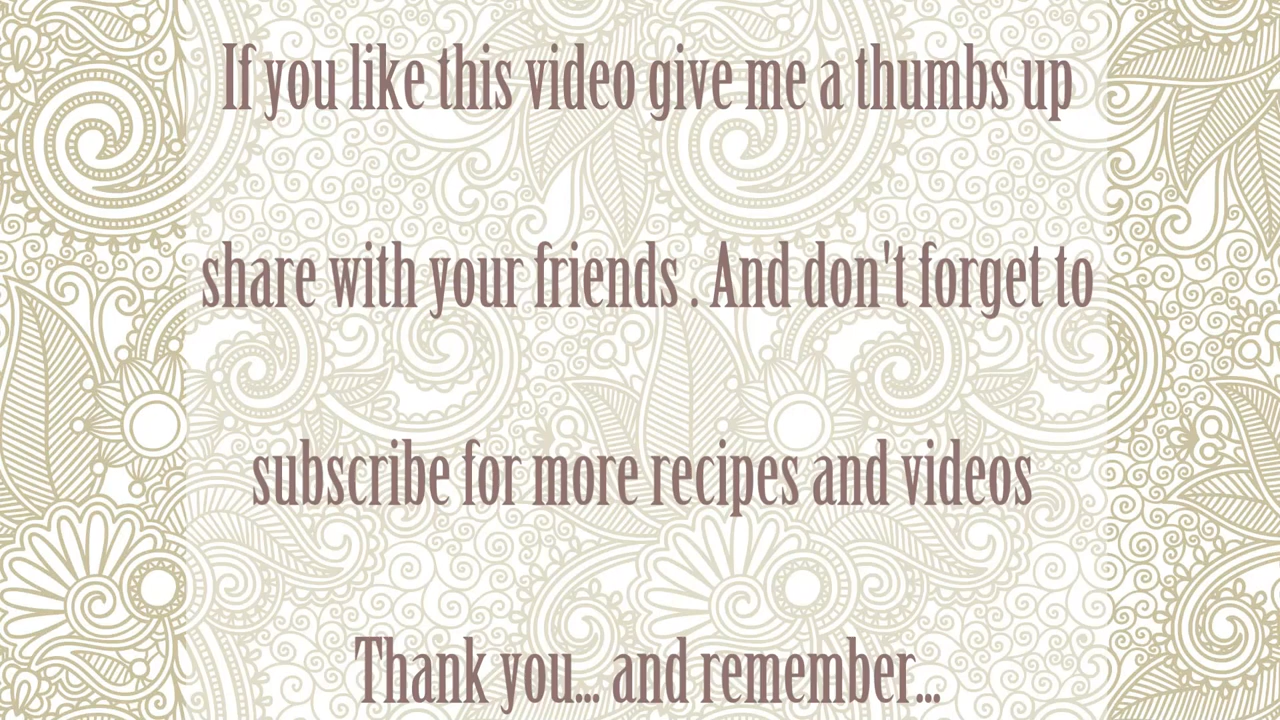 If you like this video give me a thumbs up
share with your friends . And don't forget to
subscribe for more recipes and videos
Thank you... and remember...